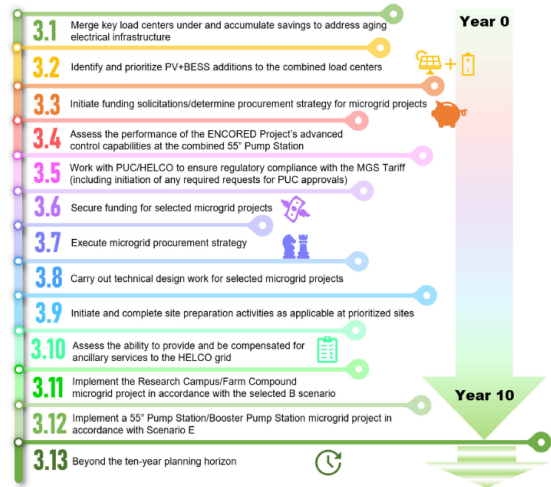 Year 0
3.1 Merge key load centers under and accumulate savings to address aging
electrical infrastructure
3.2 Identify and prioritize PV+BESS additions to the combined load centers
3.3 Initiate funding solicitations/determine procurement strategy for microgrid projects
3.4 Assess the performance of the ENCORED Project's advanced
control capabilities at the combined 55" Pump Station
3.5 Work with PUC/HELCO to ensure regulatory compliance with the MGS Tariff
(including initiation of any required requests for PUC approvals)
3.6 Secure funding for selected microgrid projects
3.7 Execute microgrid procurement strategy
3.8 Carry out technical design work for selected microgrid projects
3.9 Initiate and complete site preparation activities as applicable at prioritized sites
3.10 Assess the ability to provide and be compensated for
ancillary services to the HELCO grid
3.11 Implement the Research Campus/Farm Compound
microgrid project in accordance with the selected B scenario
Year 10
3.12 Implement a 55" Pump Station/Booster Pump Station microgrid project in
accordance with Scenario E
3.13 Beyond the ten-year planning horizon